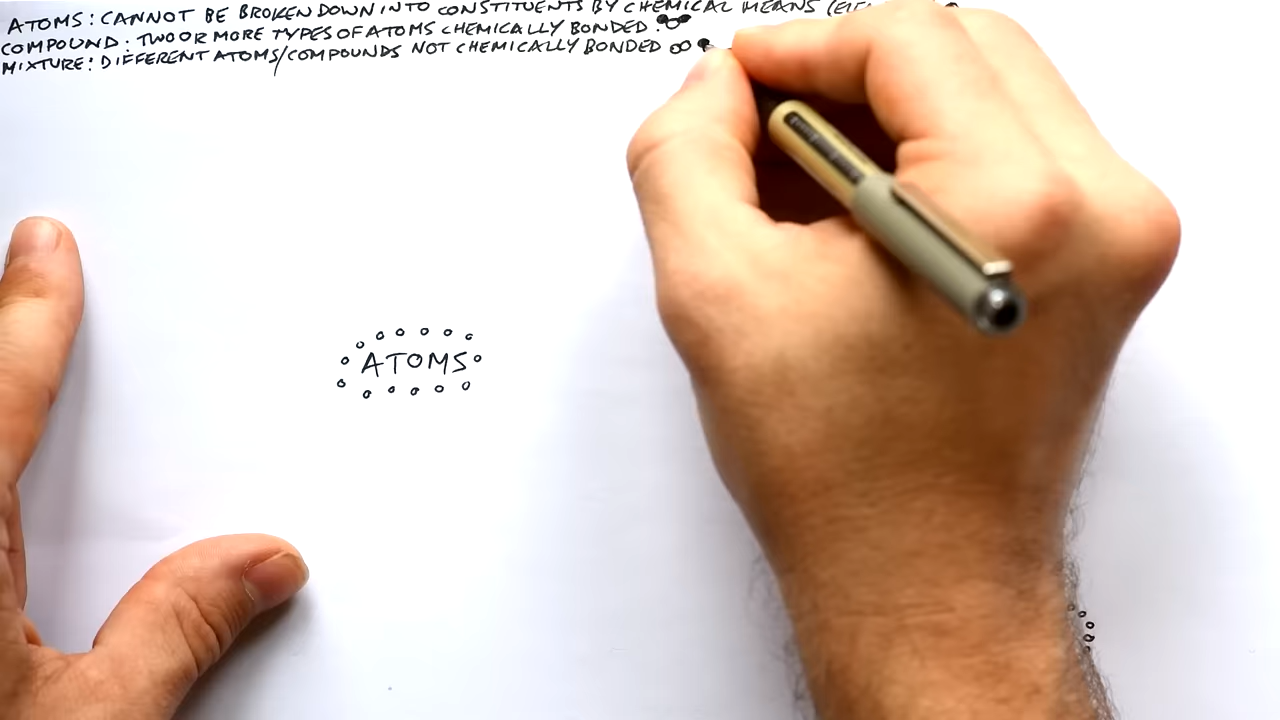 ATOMS: CANNOT BE BROKEN DOWN INTO CONSTITUENTS BY CHEMICAL MEANS
COMPOUND: TWO OR MORE TYPES OF ATOMS CHEMICALLY BONDED.
MIXTURE: DIFFERENT ATOMS/COMPOUNDS NOT CHEMICALLY BONDED
ATOMS